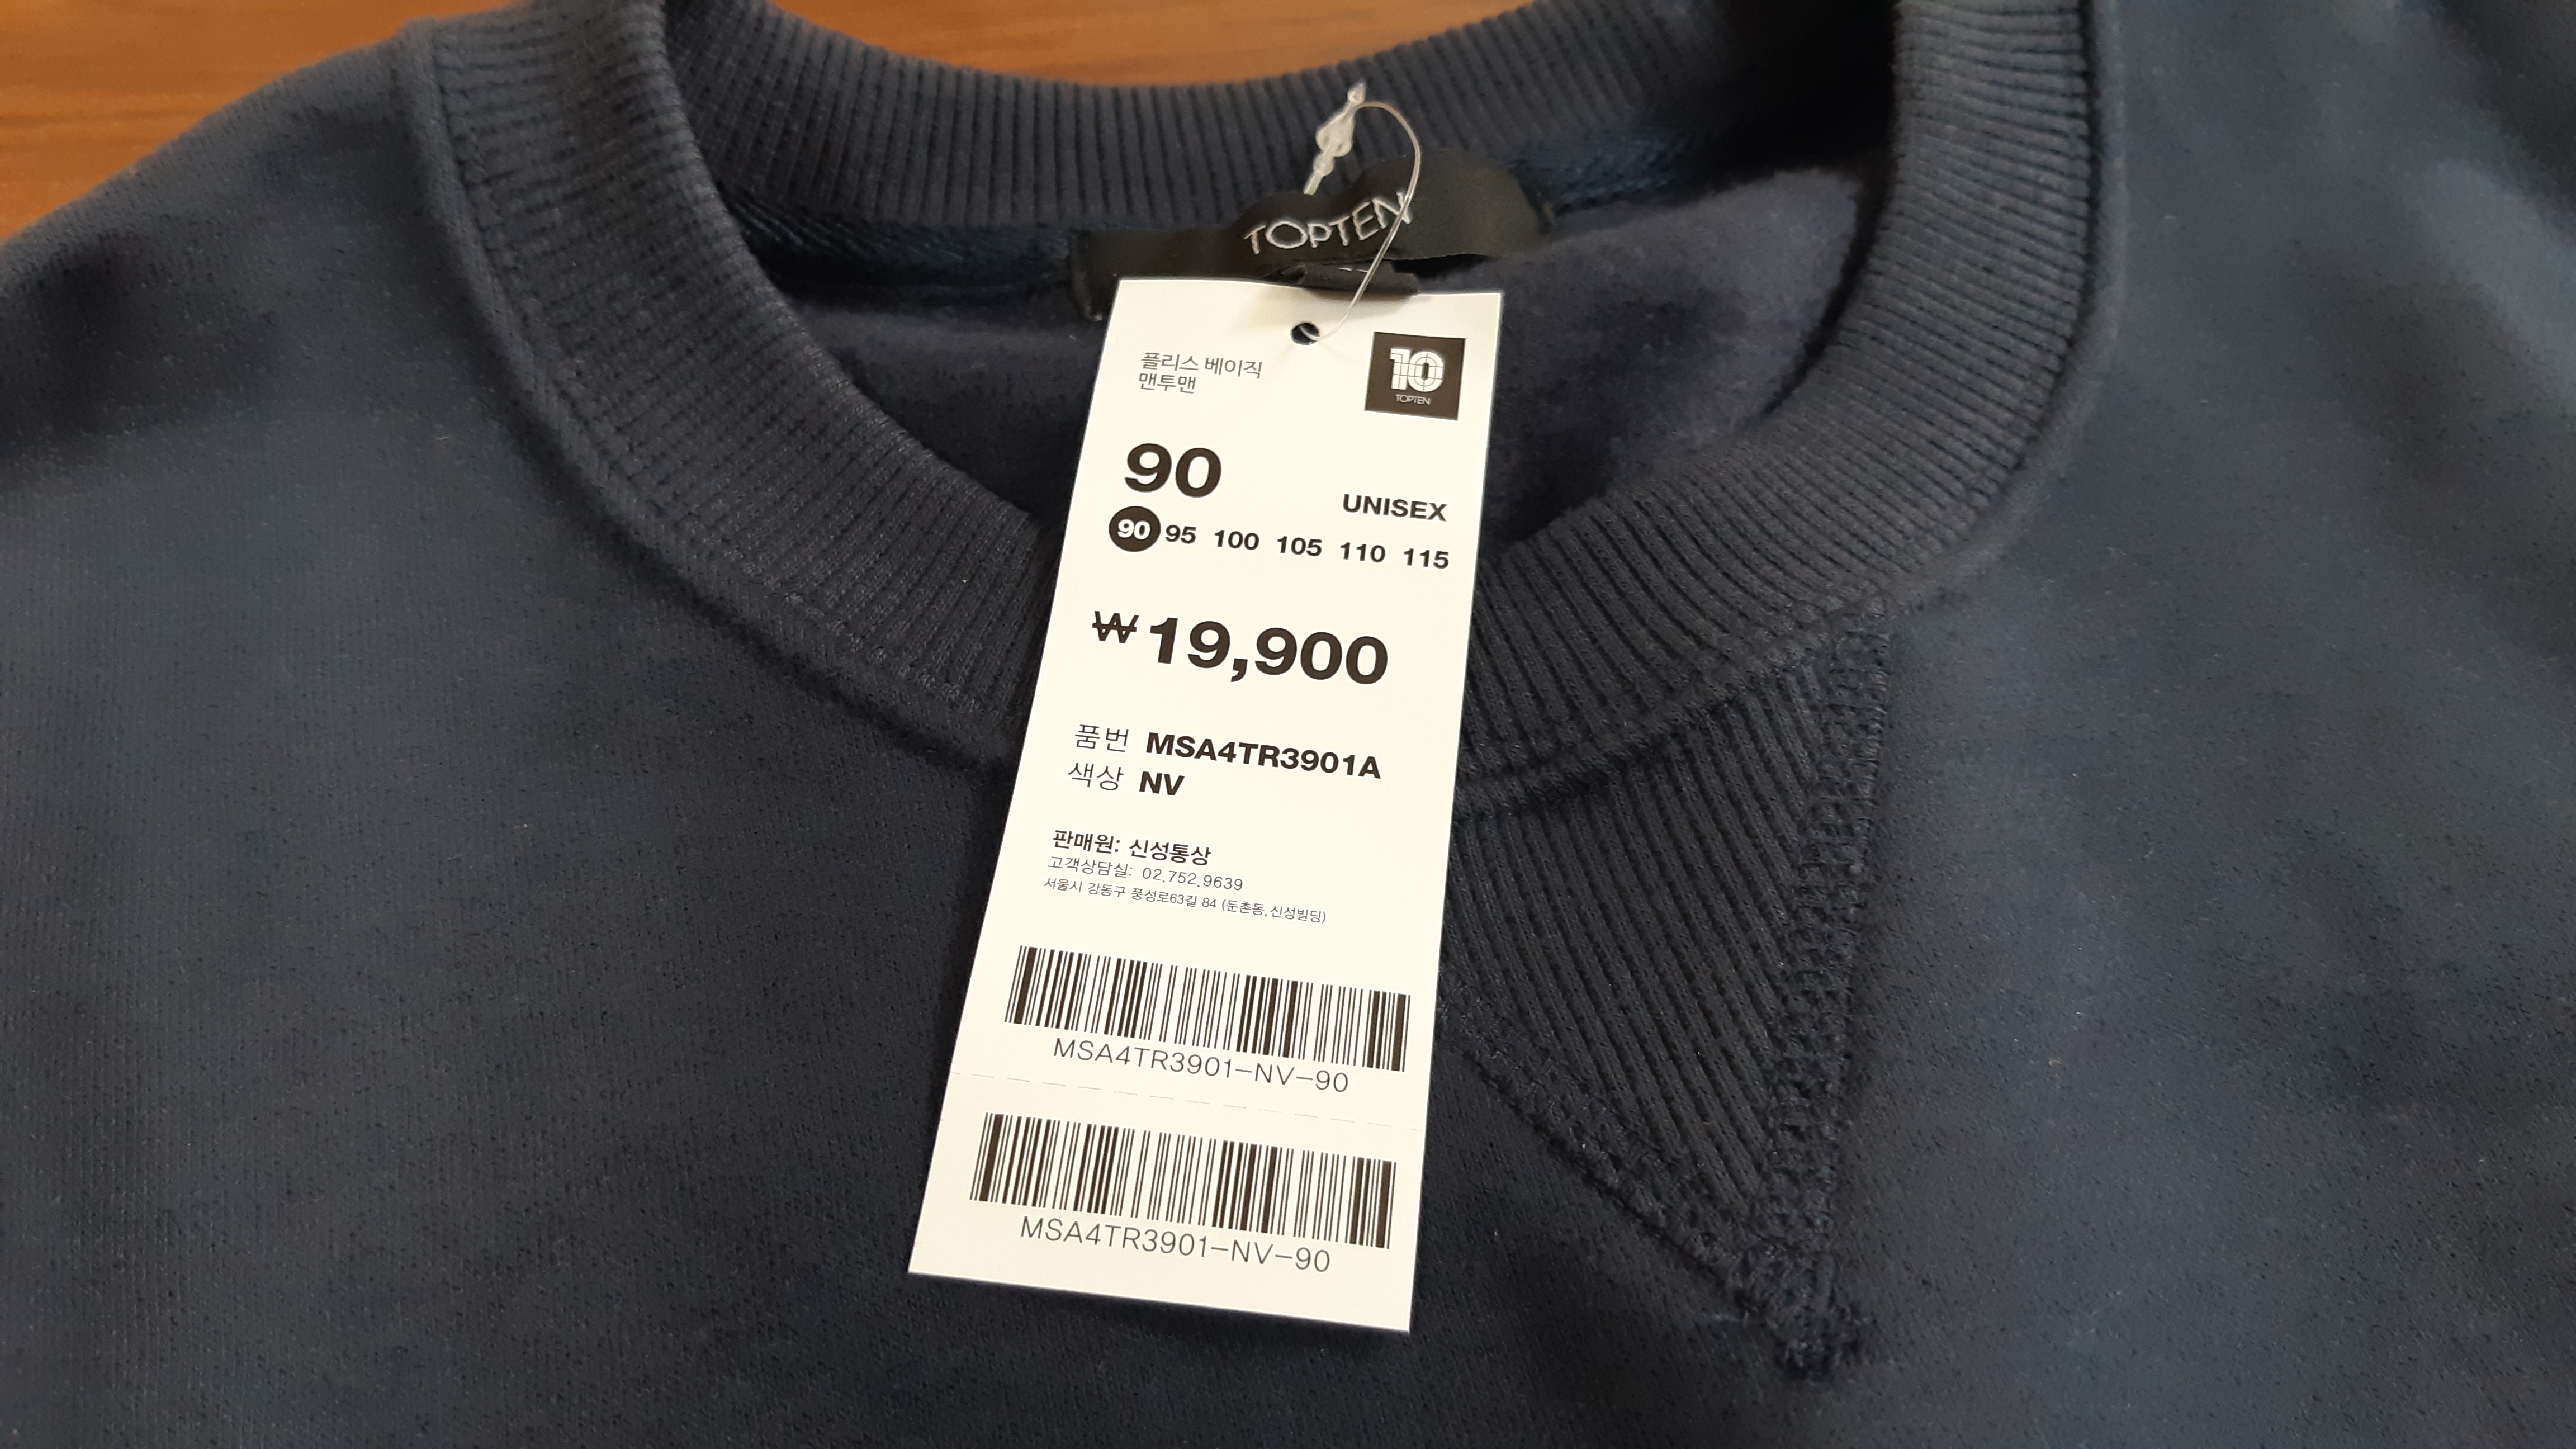 TOPTEN
플리스 베이직
맨투맨
10
TOPTEN
90
UNISEX
90 95 100 105 110 115
₩19,900
품번 MSA4TR3901A
색상 NV
판매원: 신성통상
고객상담실: 02.752.9639
서울시 강동구 풍성로63길 84 (둔촌동, 신성빌딩)
MSA4TR3901-NV-90
MSA4TR3901-NV-90